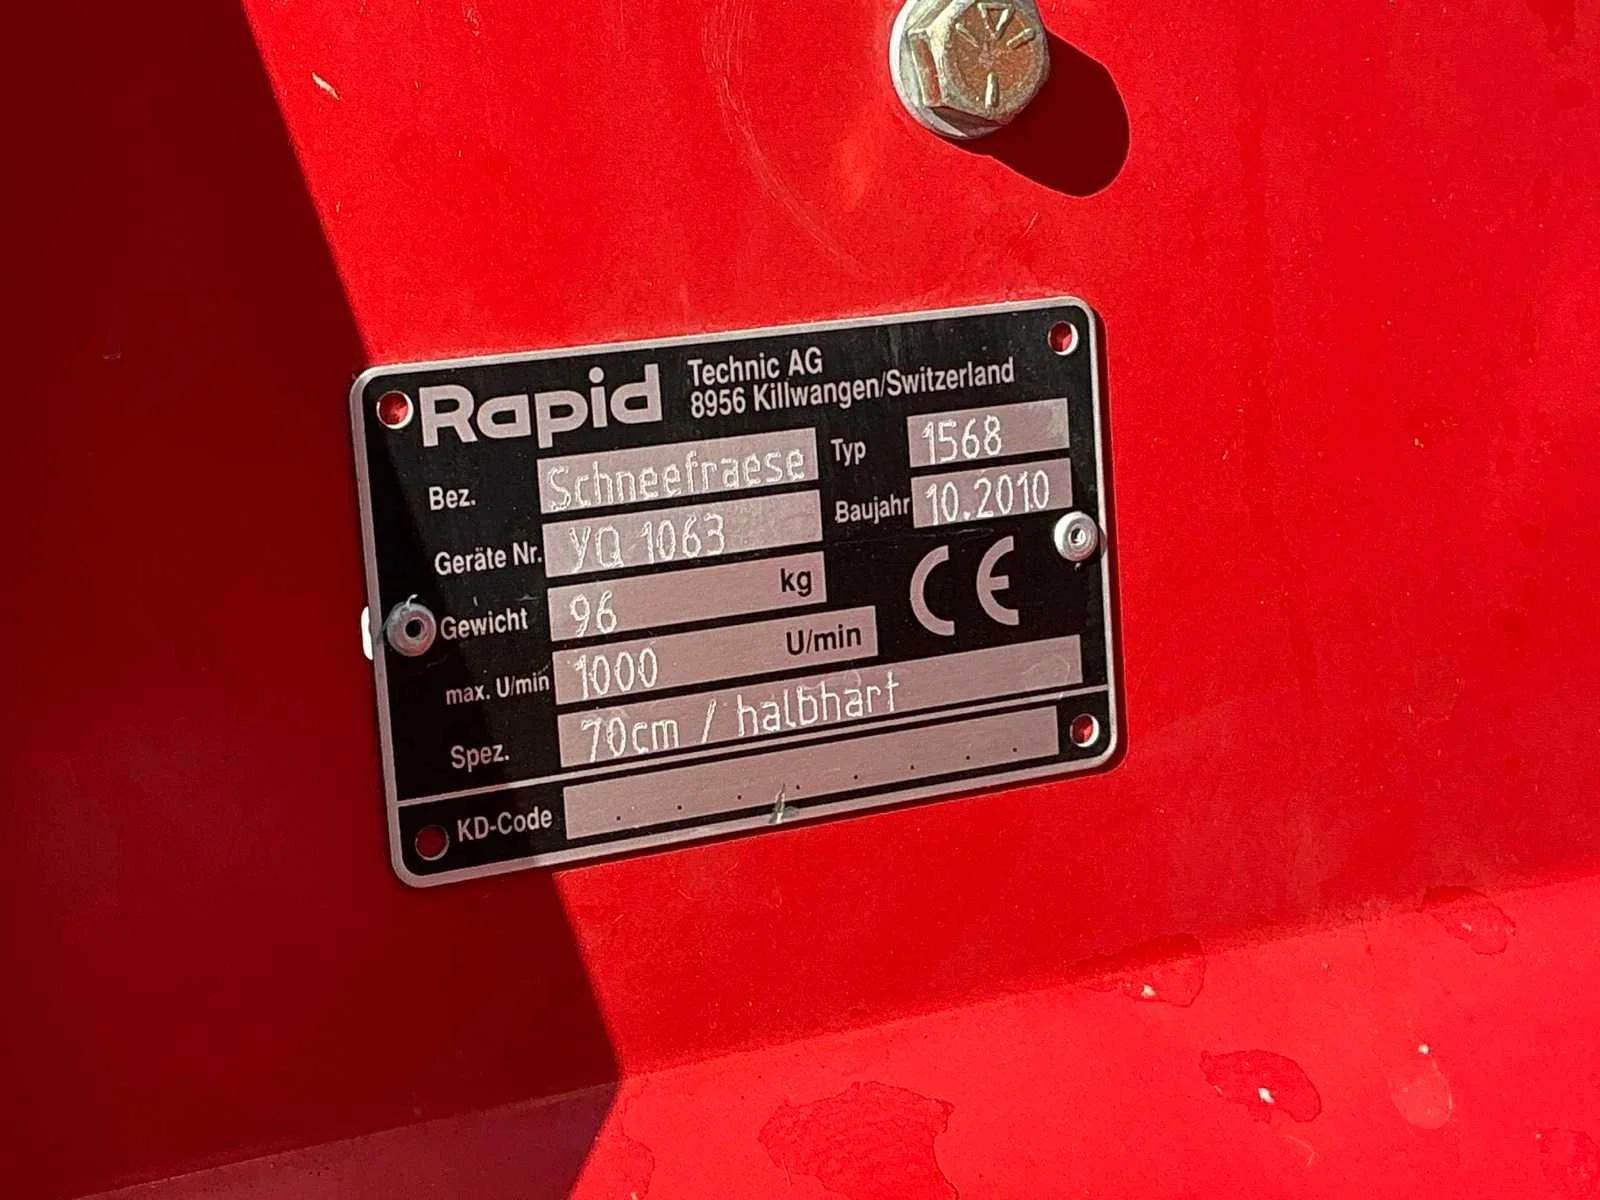 Rapid Technic AG
8956 Killwangen/Switzerland
Bez. Schneefraese Typ 1568
Geräte Nr. YQ 1063 Baujahr 10.2010
Gewicht 96 kg CE
max. U/min 1000 U/min
Spez. 70cm / halbhart
KD-Code